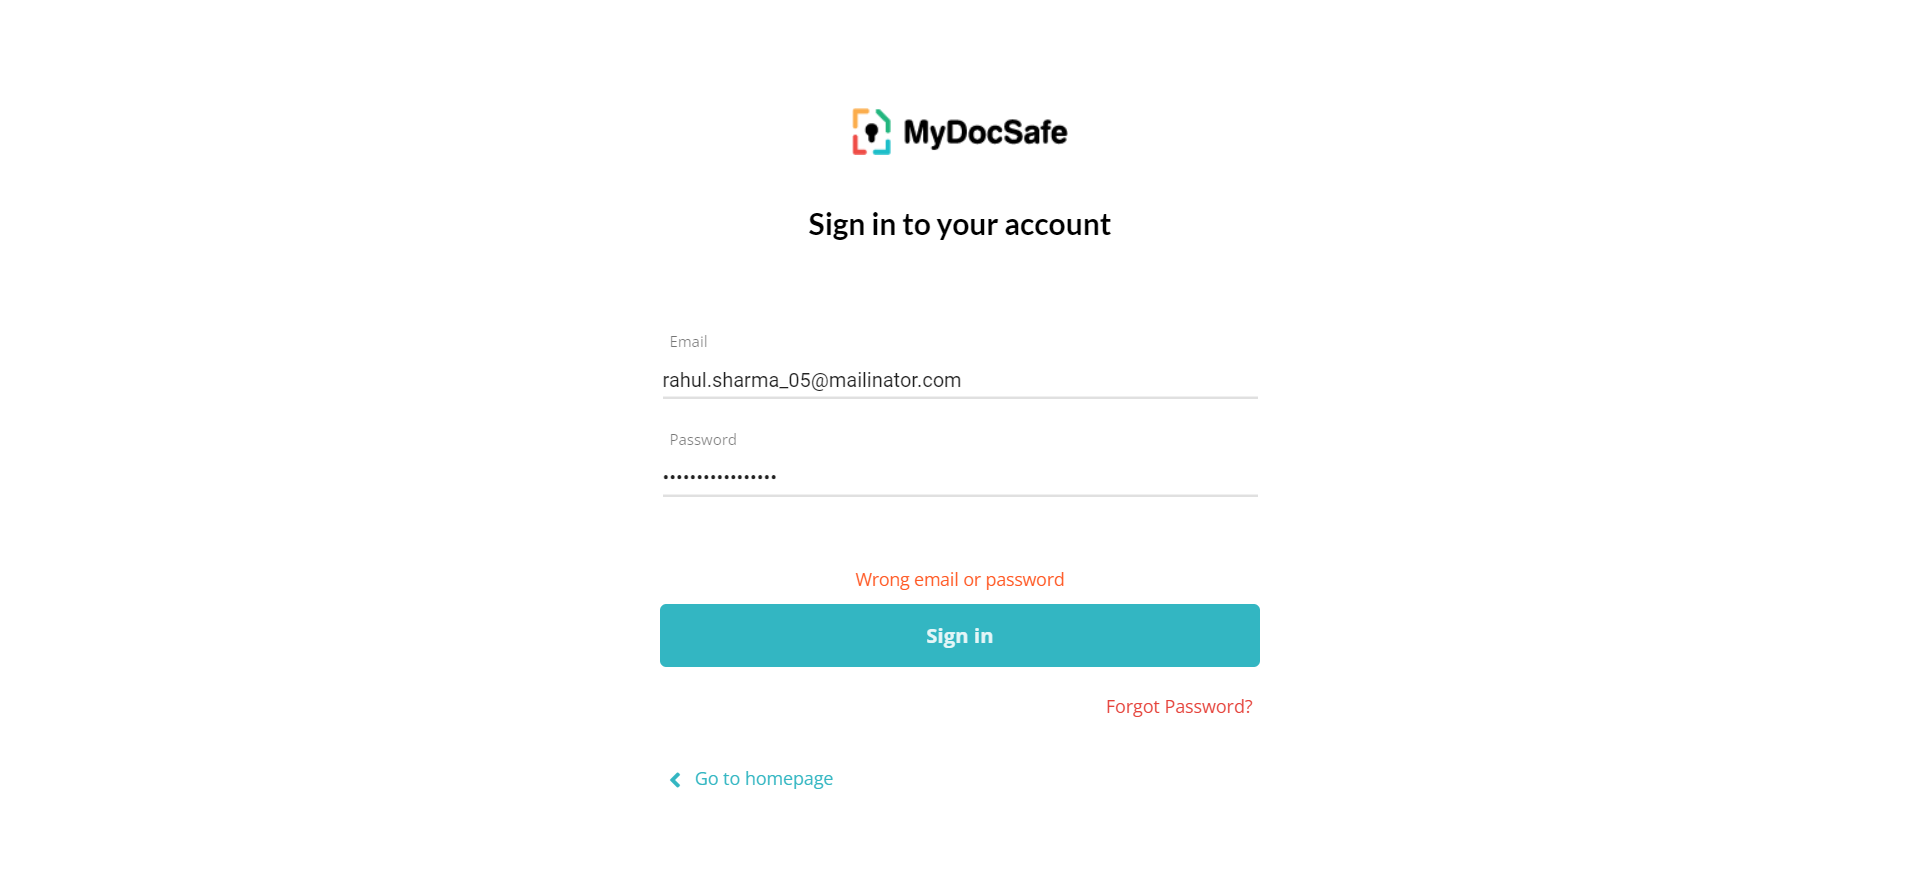 MyDocSafe
Sign in to your account
Email
rahul.sharma_05@mailinator.com
Password
•••••••••••••••••
Wrong email or password
Sign in
Forgot Password?
Go to homepage